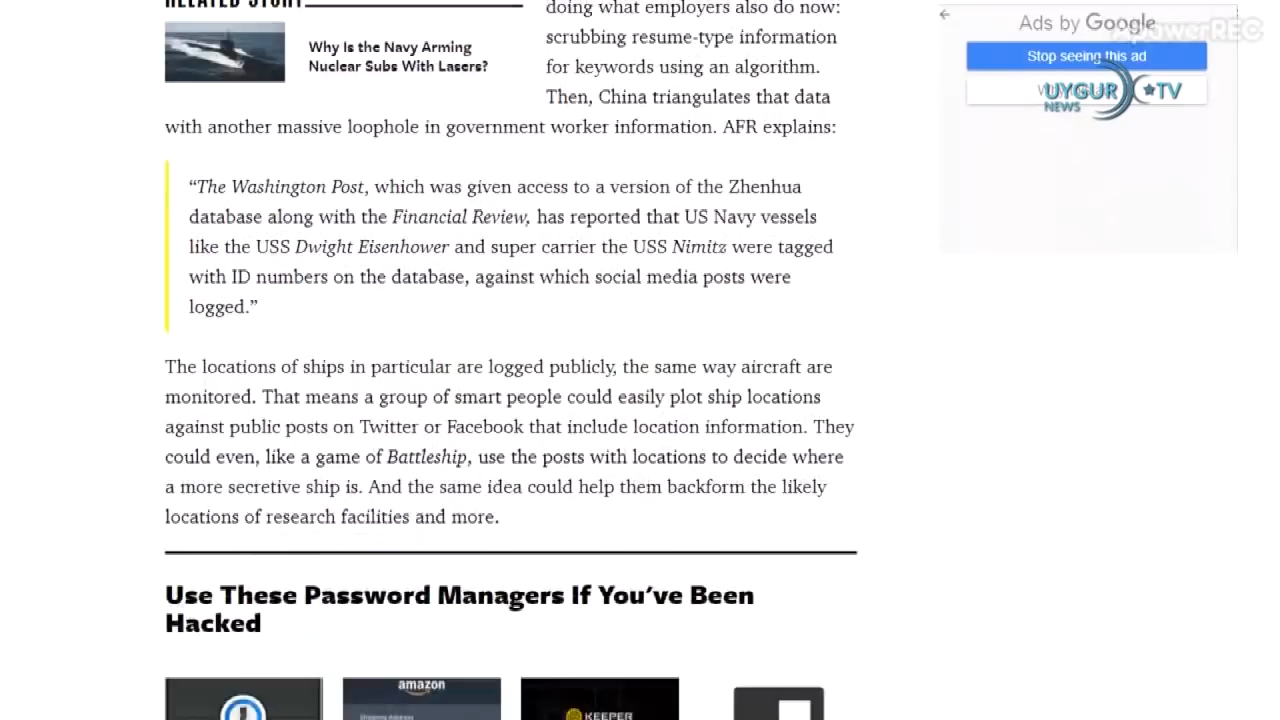 RELATED STORY
Why Is the Navy Arming
Nuclear Subs With Lasers?
doing what employers also do now:
scrubbing resume-type information
for keywords using an algorithm.
Then, China triangulates that data
with another massive loophole in government worker information. AFR explains:
“The Washington Post, which was given access to a version of the Zhenhua
database along with the Financial Review, has reported that US Navy vessels
like the USS Dwight Eisenhower and super carrier the USS Nimitz were tagged
with ID numbers on the database, against which social media posts were
logged.”
The locations of ships in particular are logged publicly, the same way aircraft are
monitored. That means a group of smart people could easily plot ship locations
against public posts on Twitter or Facebook that include location information. They
could even, like a game of Battleship, use the posts with locations to decide where
a more secretive ship is. And the same idea could help them backform the likely
locations of research facilities and more.
Use These Password Managers If You've Been
Hacked
amazon
KEEPER
Ads by Google
Stop seeing this ad
UYGUR TV
NEWS